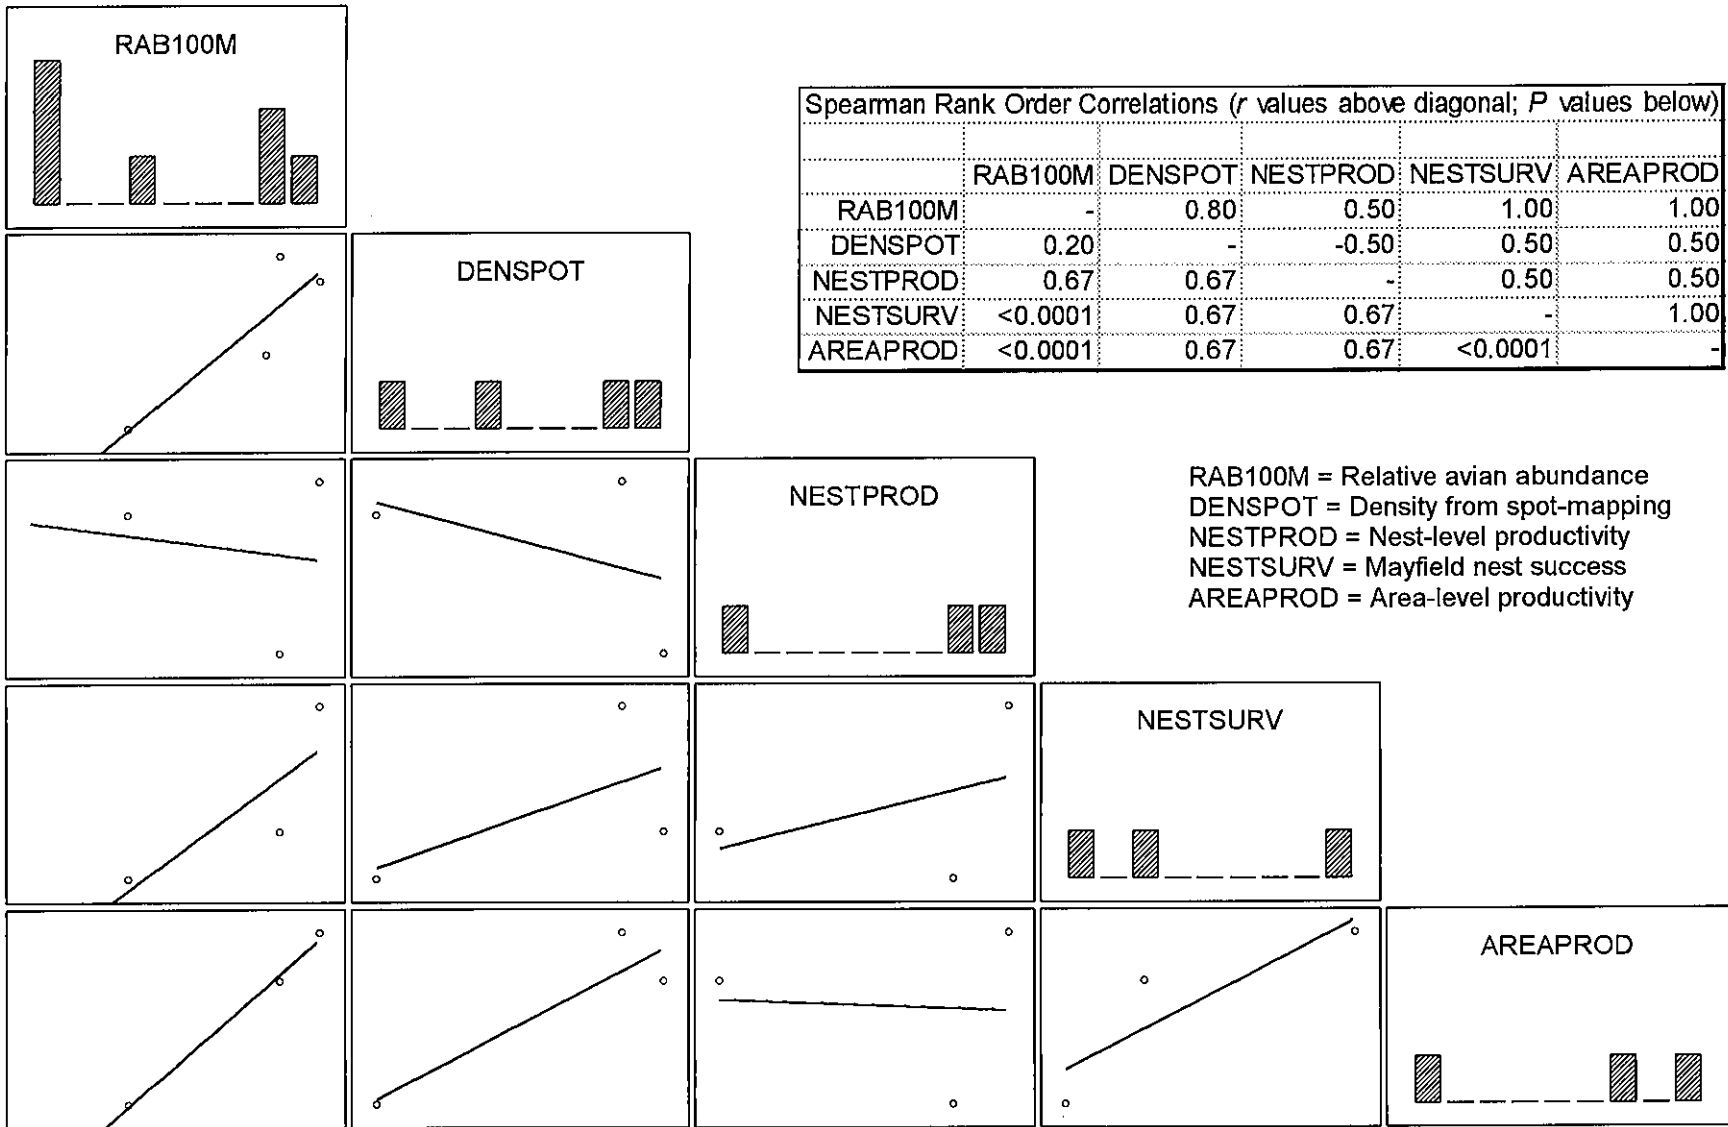 RAB100M
Spearman Rank Order Correlations (r values above diagonal; P values below)
RAB100M DENSPOT NESTPROD NESTSURV AREAPROD
RAB100M - 0.80 0.50 1.00 1.00
DENSPOT 0.20 - -0.50 0.50 0.50
NESTPROD 0.67 0.67 - 0.50 0.50
NESTSURV <0.0001 0.67 0.67 - 1.00
AREAPROD <0.0001 0.67 0.67 <0.0001 -
DENSPOT
NESTPROD
RAB100M = Relative avian abundance
DENSPOT = Density from spot-mapping
NESTPROD = Nest-level productivity
NESTSURV = Mayfield nest success
AREAPROD = Area-level productivity
NESTSURV
AREAPROD